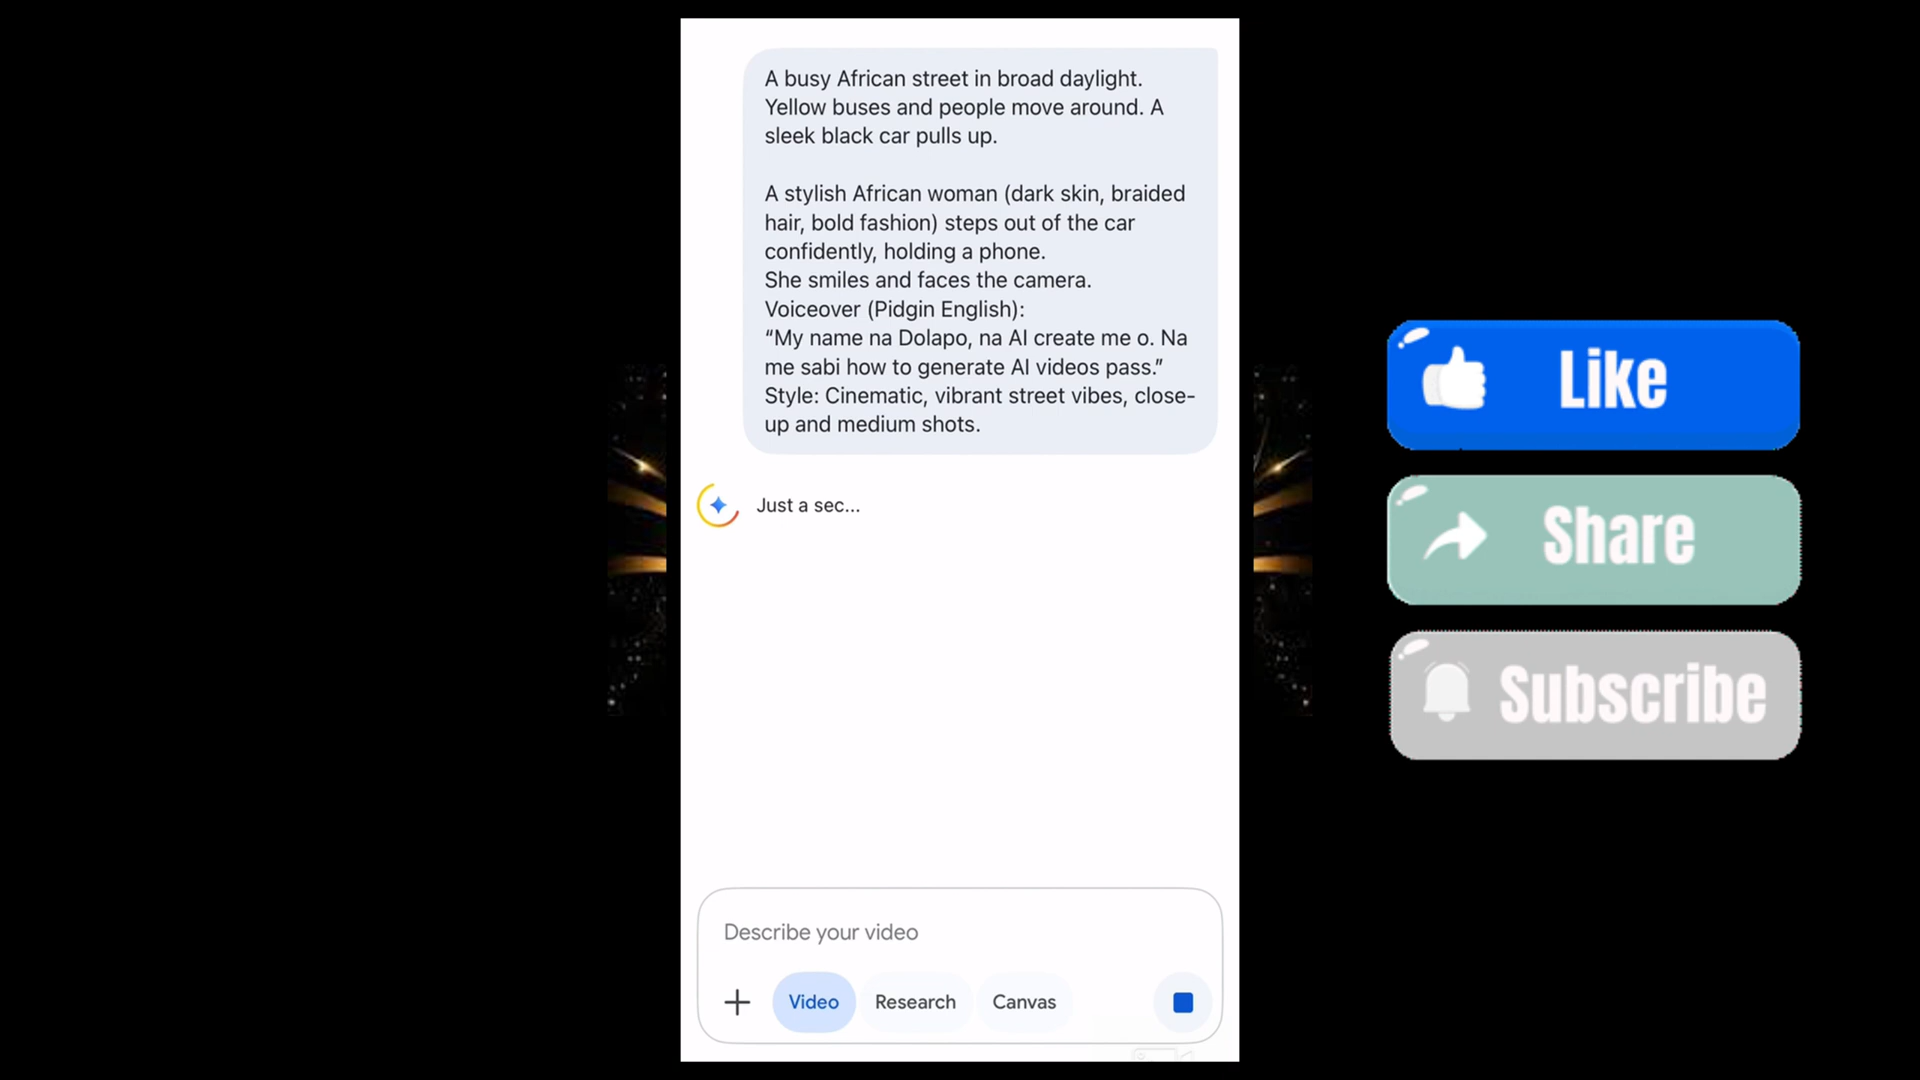 A busy African street in broad daylight.
Yellow buses and people move around. A
sleek black car pulls up.
A stylish African woman (dark skin, braided
hair, bold fashion) steps out of the car
confidently, holding a phone.
She smiles and faces the camera.
Voiceover (Pidgin English):
“My name na Dolapo, na AI create me o. Na
me sabi how to generate AI videos pass.”
Style: Cinematic, vibrant street vibes, close-
up and medium shots.
Just a sec...
Describe your video
Video Research Canvas
Like
Share
Subscribe